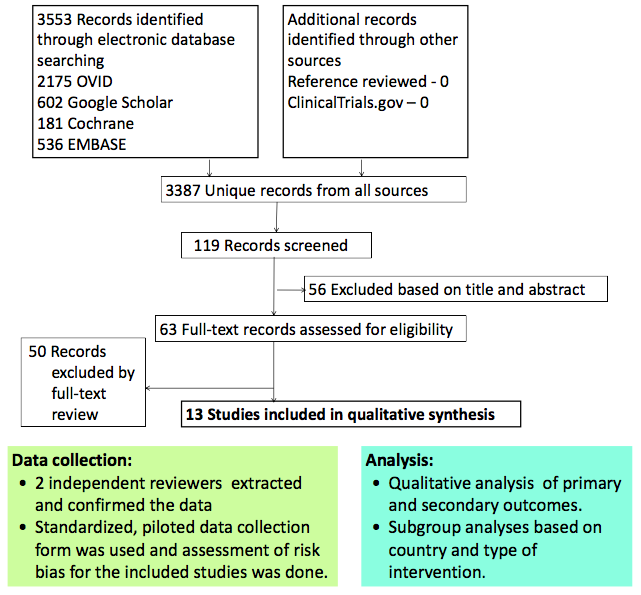 3553 Records identified
through electronic database
searching
2175 OVID
602 Google Scholar
181 Cochrane
536 EMBASE
Additional records
identified through other
sources
Reference reviewed - 0
ClinicalTrials.gov – 0
3387 Unique records from all sources
119 Records screened
56 Excluded based on title and abstract
63 Full-text records assessed for eligibility
50 Records
excluded by
full-text
review
13 Studies included in qualitative synthesis
Data collection:
• 2 independent reviewers extracted
and confirmed the data
• Standardized, piloted data collection
form was used and assessment of risk
bias for the included studies was done.
Analysis:
• Qualitative analysis of primary
and secondary outcomes.
• Subgroup analyses based on
country and type of
intervention.